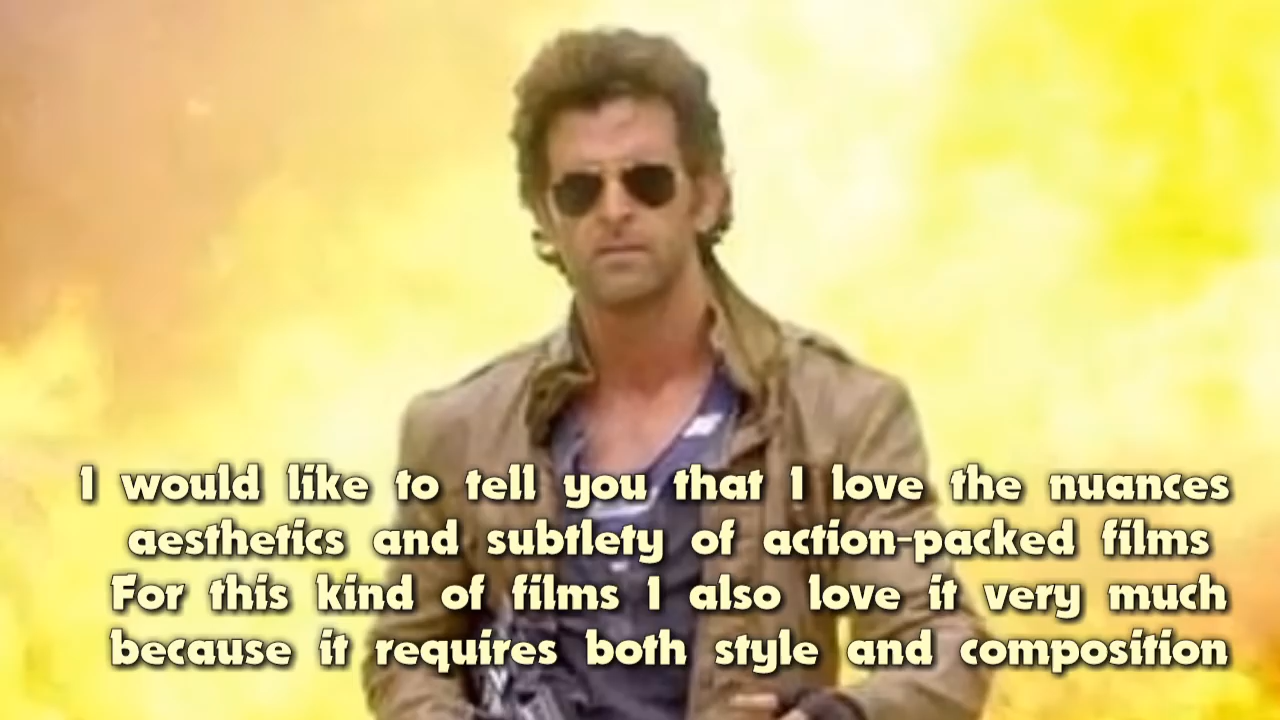 I would like to tell you that I love the nuances
aesthetics and subtlety of action-packed films
For this kind of films I also love it very much
because it requires both style and composition